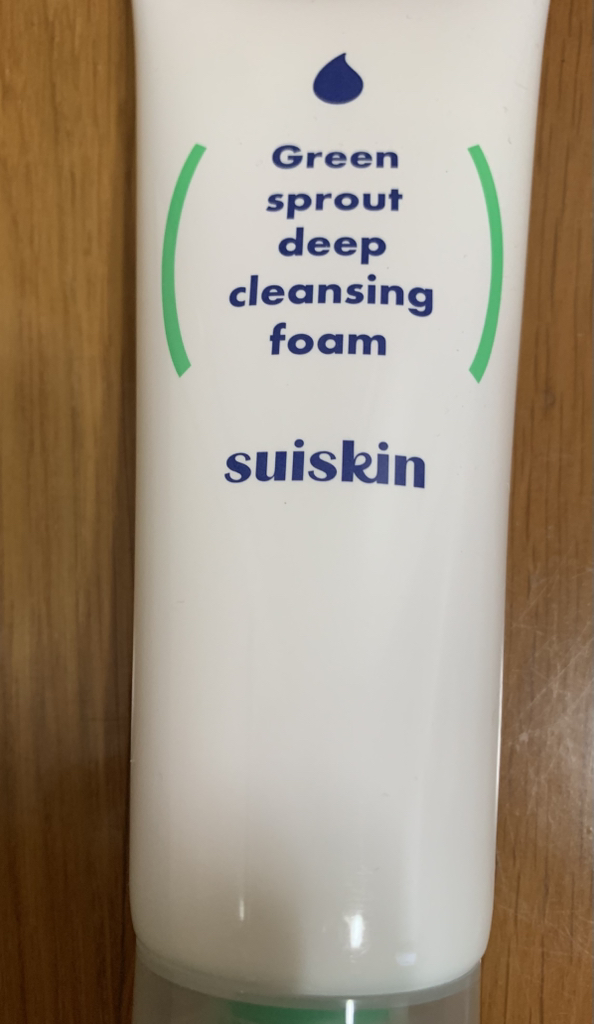 Green
sprout
deep
cleansing
foam
suiskin